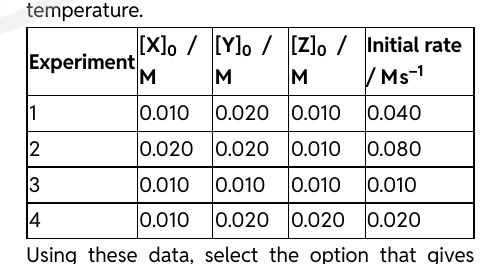 temperature.
Experiment [X]₀ / M [Y]₀ / M [Z]₀ / M Initial rate / Ms⁻¹
1 0.010 0.020 0.010 0.040
2 0.020 0.020 0.010 0.080
3 0.010 0.010 0.010 0.010
4 0.010 0.020 0.020 0.020
Using these data, select the option that gives